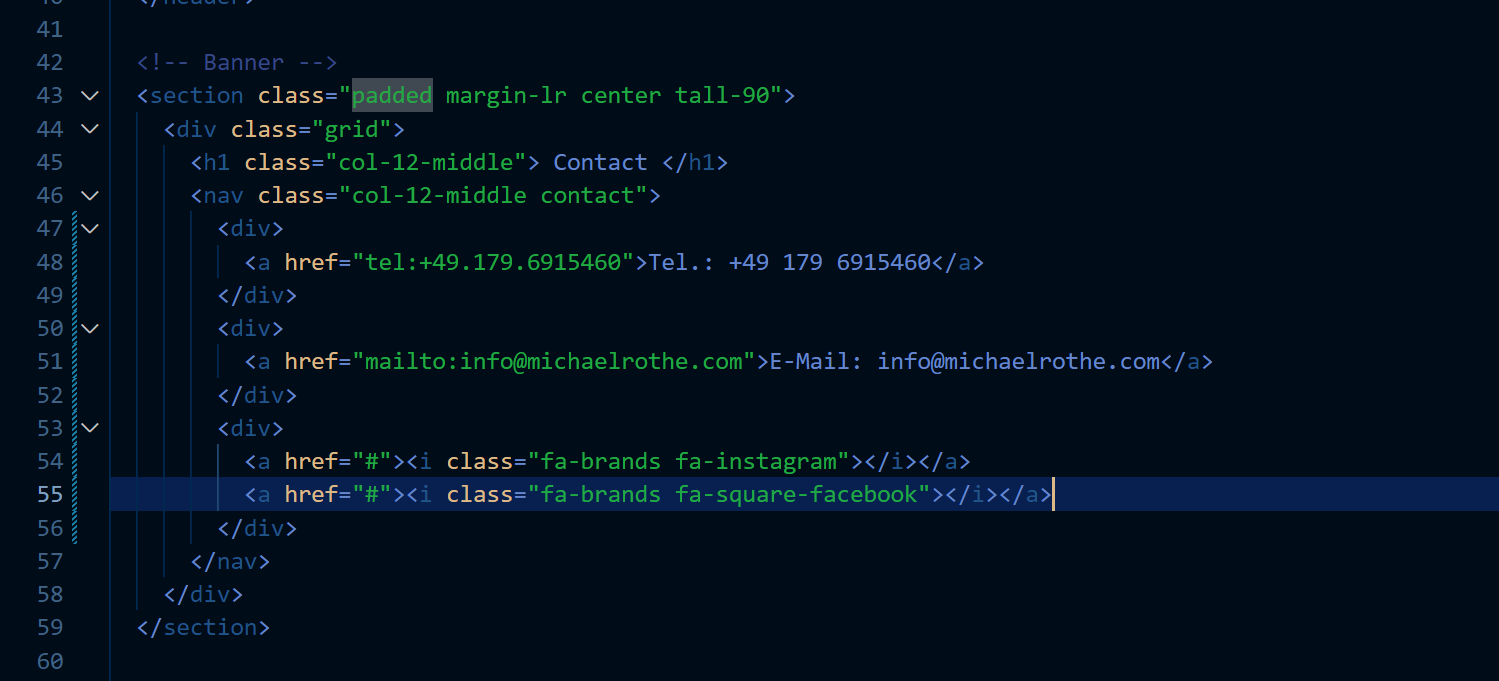 41
42 <!-- Banner -->
43 <section class="padded margin-lr center tall-90">
44 <div class="grid">
45 <h1 class="col-12-middle"> Contact </h1>
46 <nav class="col-12-middle contact">
47 <div>
48 <a href="tel:+49.179.6915460">Tel.: +49 179 6915460</a>
49 </div>
50 <div>
51 <a href="mailto:info@michaelrothe.com">E-Mail: info@michaelrothe.com</a>
52 </div>
53 <div>
54 <a href="#"><i class="fa-brands fa-instagram"></i></a>
55 <a href="#"><i class="fa-brands fa-square-facebook"></i></a>
56 </div>
57 </nav>
58 </div>
59 </section>
60